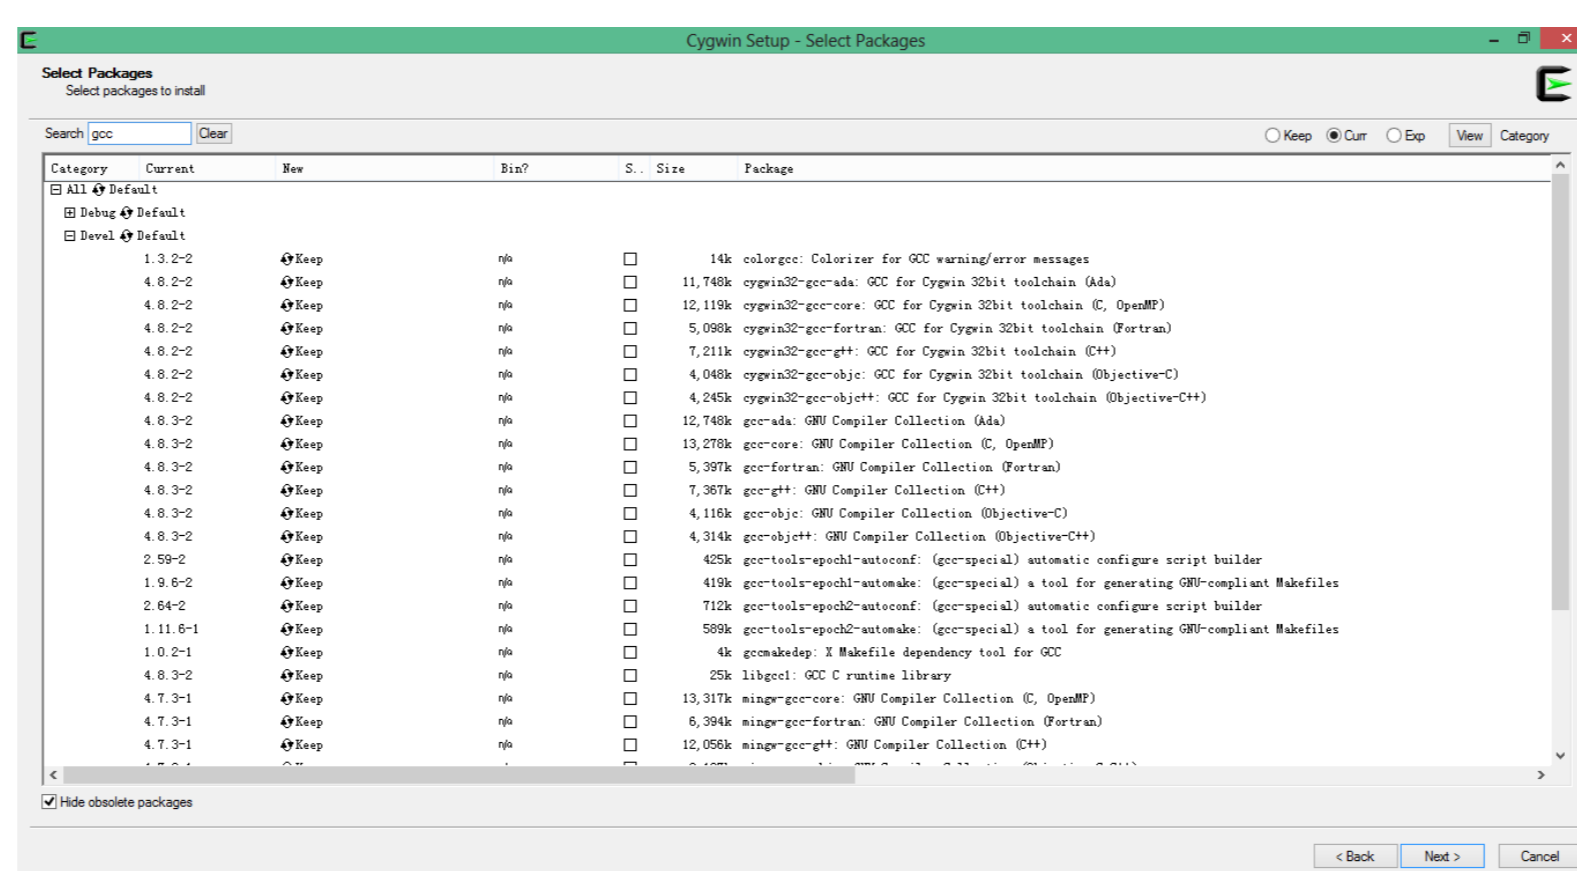 Cygwin Setup - Select Packages
Select Packages
Select packages to install
Search gcc Clear Keep Curr Exp View Category
Category Current New Bin? S.. Size Package
All Default
Debug Default
Devel Default
1.3.2-2 Keep n/a 14k colorgcc: Colorizer for GCC warning/error messages
4.8.2-2 Keep n/a 11,748k cygwin32-gcc-ada: GCC for Cygwin 32bit toolchain (Ada)
4.8.2-2 Keep n/a 12,119k cygwin32-gcc-core: GCC for Cygwin 32bit toolchain (C, OpenMP)
4.8.2-2 Keep n/a 5,098k cygwin32-gcc-fortran: GCC for Cygwin 32bit toolchain (Fortran)
4.8.2-2 Keep n/a 7,211k cygwin32-gcc-g++: GCC for Cygwin 32bit toolchain (C++)
4.8.2-2 Keep n/a 4,048k cygwin32-gcc-objc: GCC for Cygwin 32bit toolchain (Objective-C)
4.8.2-2 Keep n/a 4,245k cygwin32-gcc-objc++: GCC for Cygwin 32bit toolchain (Objective-C++)
4.8.3-2 Keep n/a 12,748k gcc-ada: GNU Compiler Collection (Ada)
4.8.3-2 Keep n/a 13,278k gcc-core: GNU Compiler Collection (C, OpenMP)
4.8.3-2 Keep n/a 5,397k gcc-fortran: GNU Compiler Collection (Fortran)
4.8.3-2 Keep n/a 7,367k gcc-g++: GNU Compiler Collection (C++)
4.8.3-2 Keep n/a 4,116k gcc-objc: GNU Compiler Collection (Objective-C)
4.8.3-2 Keep n/a 4,314k gcc-objc++: GNU Compiler Collection (Objective-C++)
2.59-2 Keep n/a 425k gcc-tools-epoch1-autoconf: (gcc-special) automatic configure script builder
1.9.6-2 Keep n/a 419k gcc-tools-epoch1-automake: (gcc-special) a tool for generating GNU-compliant Makefiles
2.64-2 Keep n/a 712k gcc-tools-epoch2-autoconf: (gcc-special) automatic configure script builder
1.11.6-1 Keep n/a 589k gcc-tools-epoch2-automake: (gcc-special) a tool for generating GNU-compliant Makefiles
1.0.2-1 Keep n/a 4k gccmakedep: X Makefile dependency tool for GCC
4.8.3-2 Keep n/a 25k libgcc1: GCC C runtime library
4.7.3-1 Keep n/a 13,317k mingw-gcc-core: GNU Compiler Collection (C, OpenMP)
4.7.3-1 Keep n/a 6,394k mingw-gcc-fortran: GNU Compiler Collection (Fortran)
4.7.3-1 Keep n/a 12,056k mingw-gcc-g++: GNU Compiler Collection (C++)
Hide obsolete packages
< Back Next > Cancel